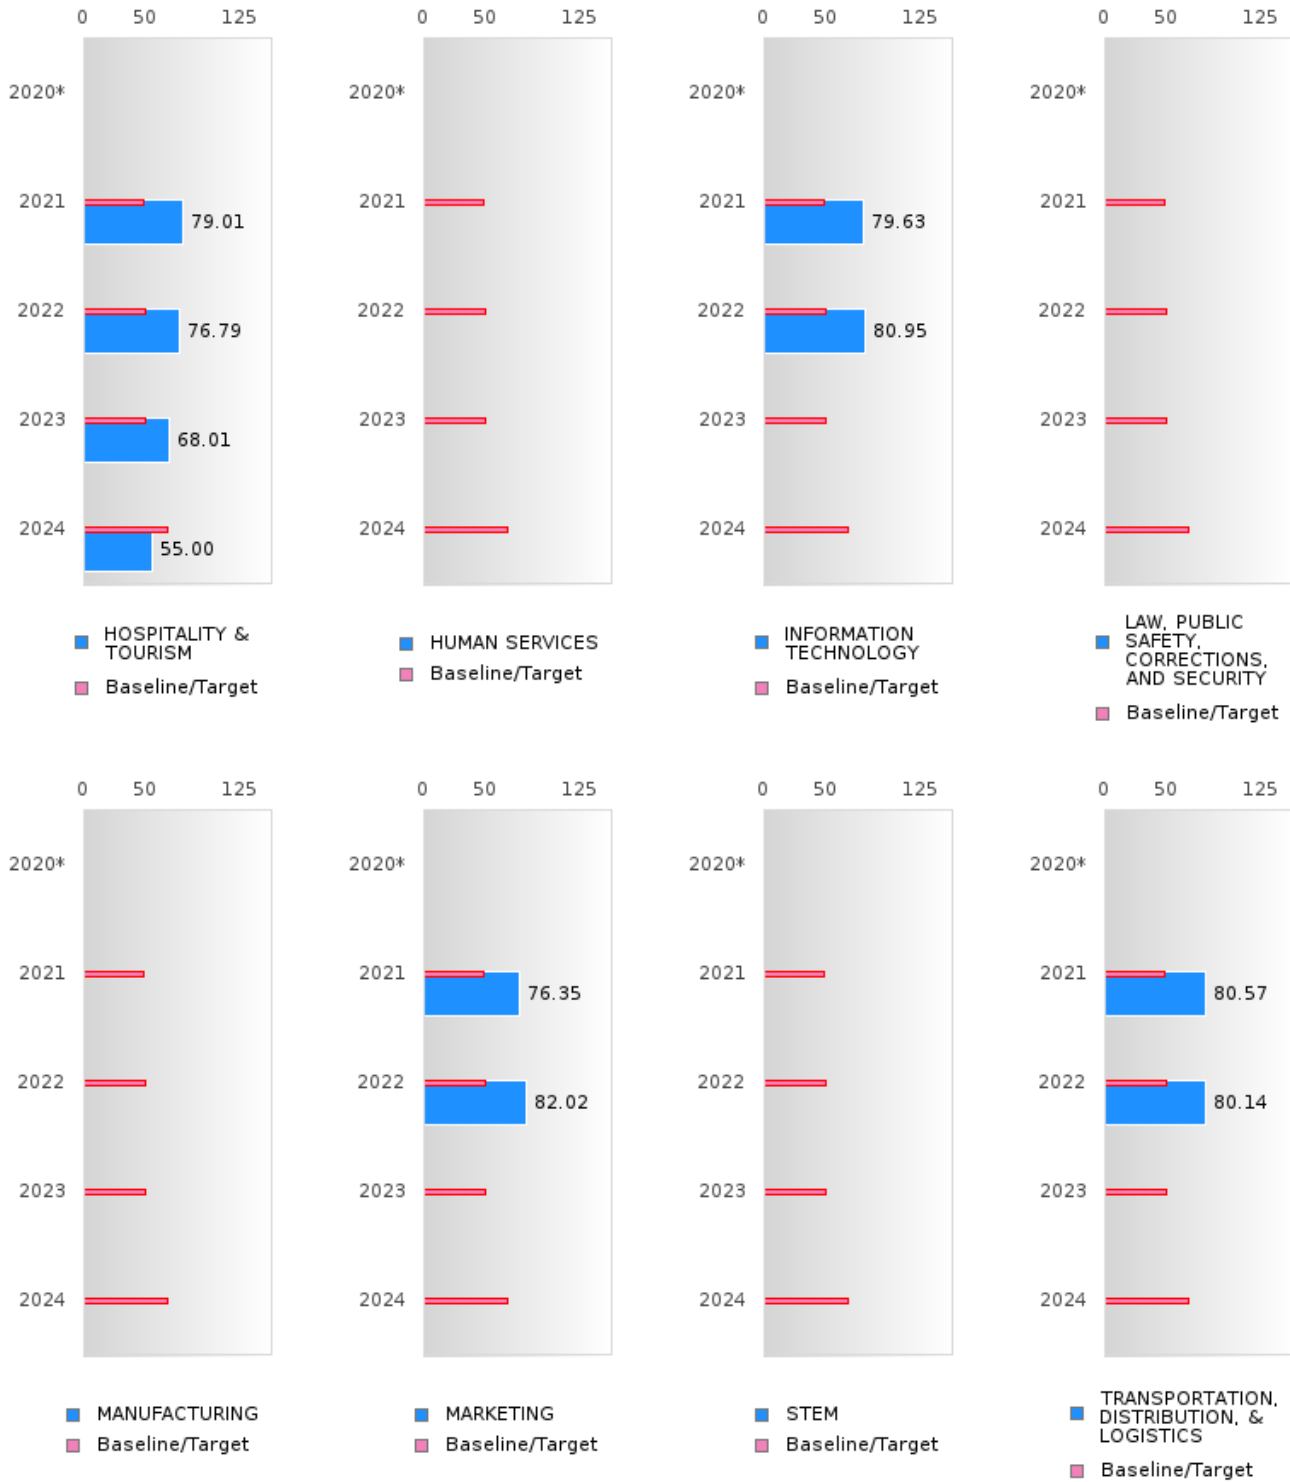 0 50 125
2020*
2021 79.01
2022 76.79
2023 68.01
2024 55.00
HOSPITALITY &
TOURISM
Baseline/Target
0 50 125
2020*
2021
2022
2023
2024
HUMAN SERVICES
Baseline/Target
0 50 125
2020*
2021 79.63
2022 80.95
2023
2024
INFORMATION
TECHNOLOGY
Baseline/Target
0 50 125
2020*
2021
2022
2023
2024
LAW, PUBLIC
SAFETY,
CORRECTIONS,
AND SECURITY
Baseline/Target
0 50 125
2020*
2021
2022
2023
2024
MANUFACTURING
Baseline/Target
0 50 125
2020*
2021 76.35
2022 82.02
2023
2024
MARKETING
Baseline/Target
0 50 125
2020*
2021
2022
2023
2024
STEM
Baseline/Target
0 50 125
2020*
2021 80.57
2022 80.14
2023
2024
TRANSPORTATION,
DISTRIBUTION, &
LOGISTICS
Baseline/Target